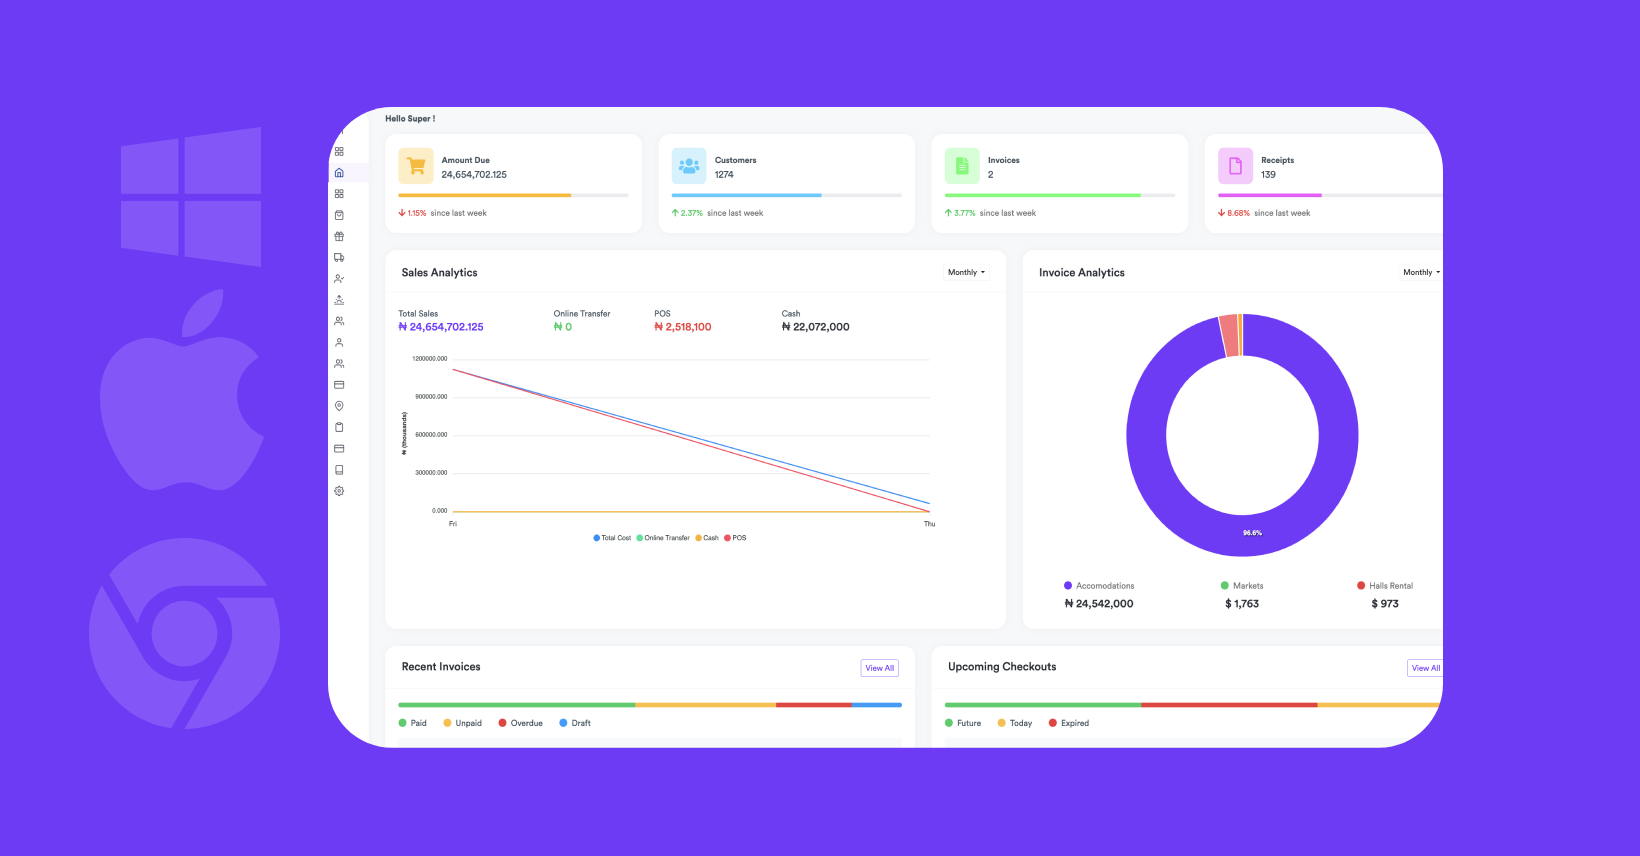 Hello Super !
Amount Due
24,654,702.125
1.15% since last week
Customers
1274
2.37% since last week
Invoices
2
3.77% since last week
Receipts
139
8.68% since last week
Sales Analytics
Monthly
Total Sales
₦ 24,654,702.125
Online Transfer
₦ 0
POS
₦ 2,518,100
Cash
₦ 22,072,000
₦ (thousands)
1200000.000
900000.000
600000.000
300000.000
0.000
Fri
Thu
Total Cost
Online Transfer
Cash
POS
Invoice Analytics
Monthly
96.6%
Accomodations
₦ 24,542,000
Markets
$ 1,763
Halls Rental
$ 973
Recent Invoices
View All
Paid
Unpaid
Overdue
Draft
Upcoming Checkouts
View All
Future
Today
Expired